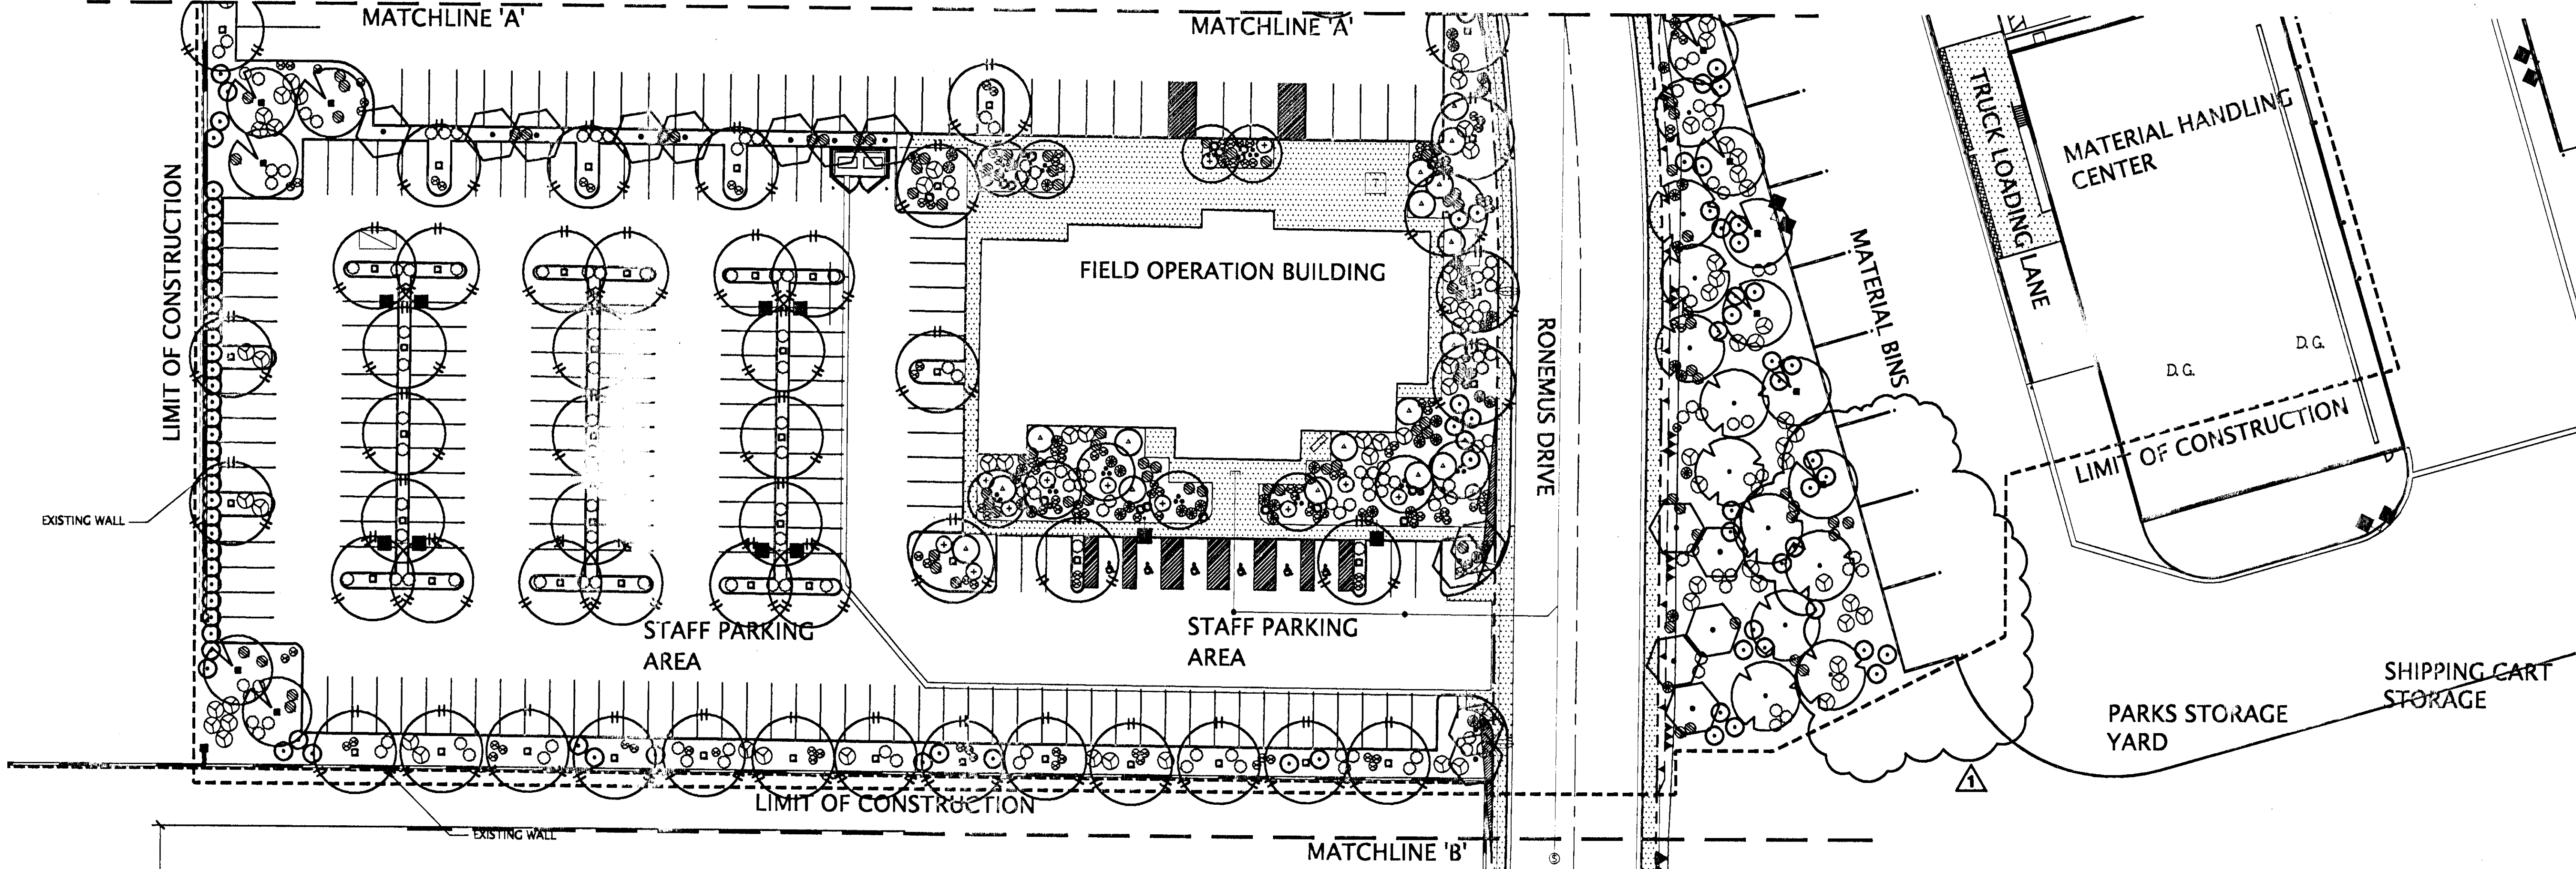 MATCHLINE 'A'
MATCHLINE 'A'
LIMIT OF CONSTRUCTION
EXISTING WALL
FIELD OPERATION BUILDING
RONEMUS DRIVE
MATERIAL BINS
TRUCK LOADING LANE
MATERIAL HANDLING
CENTER
D.G.
D.G.
LIMIT OF CONSTRUCTION
STAFF PARKING
AREA
STAFF PARKING
AREA
SHIPPING CART
STORAGE
PARKS STORAGE
YARD
1
LIMIT OF CONSTRUCTION
EXISTING WALL
MATCHLINE 'B'